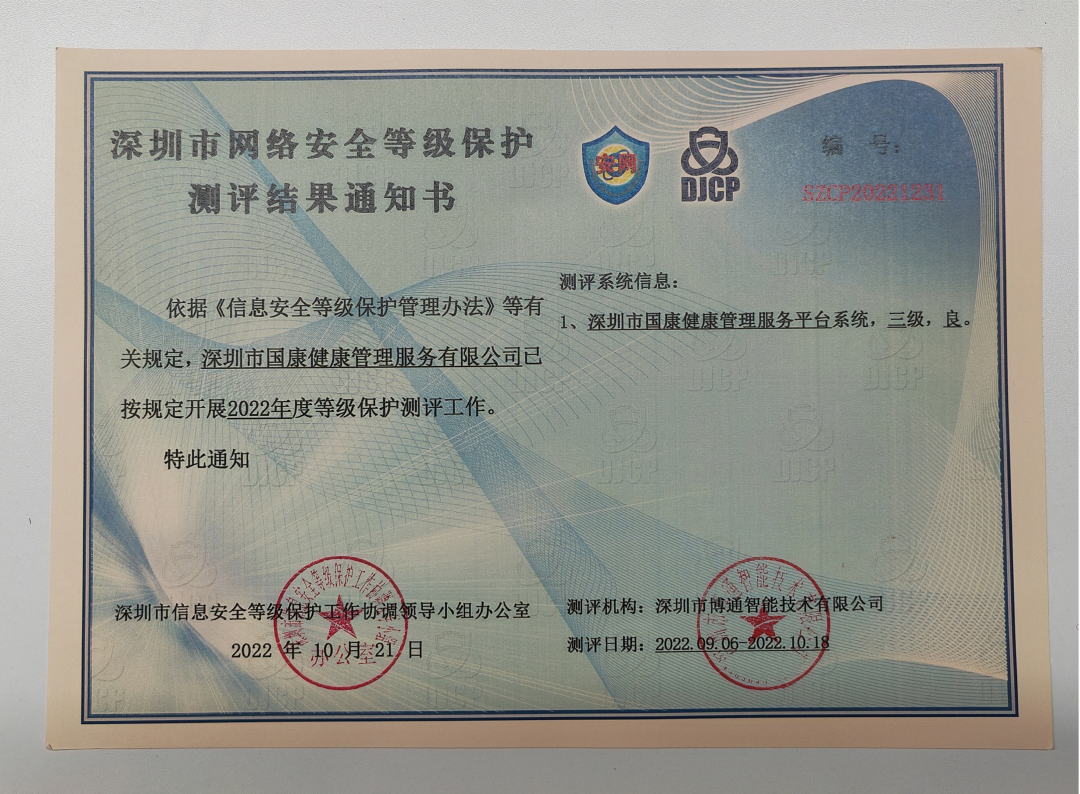 深圳市网络安全等级保护
测评结果通知书
安网
DJCP
编 号:
SZCP20221231
依据《信息安全等级保护管理办法》等有
关规定，深圳市国康健康管理服务有限公司已
按规定开展2022年度等级保护测评工作。
特此通知
测评系统信息：
1、深圳市国康健康管理服务平台系统，三级，良。
深圳市信息安全等级保护工作协调领导小组办公室
2022 年 10 月 21 日
办公室
测评机构：深圳市博通智能技术有限公司
测评日期：2022.09.06-2022.10.18